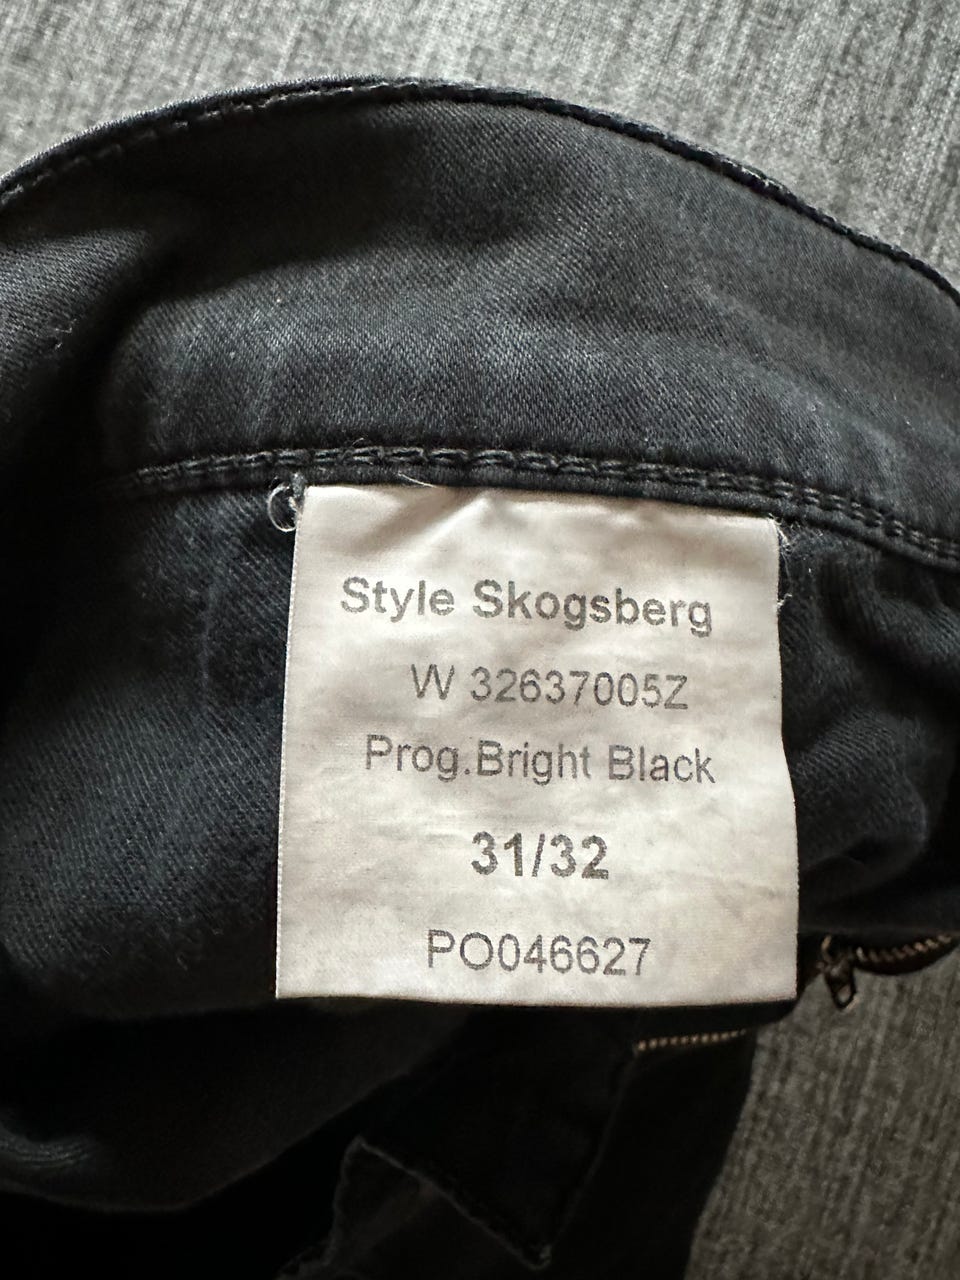 Style Skogsberg
W 32637005Z
Prog.Bright Black
31/32
PO046627